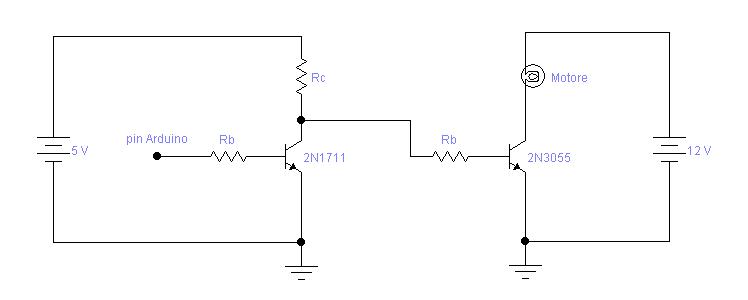 Rc
Motore
pin Arduino
Rb
Rb
5 V
2N1711
2N3055
12 V